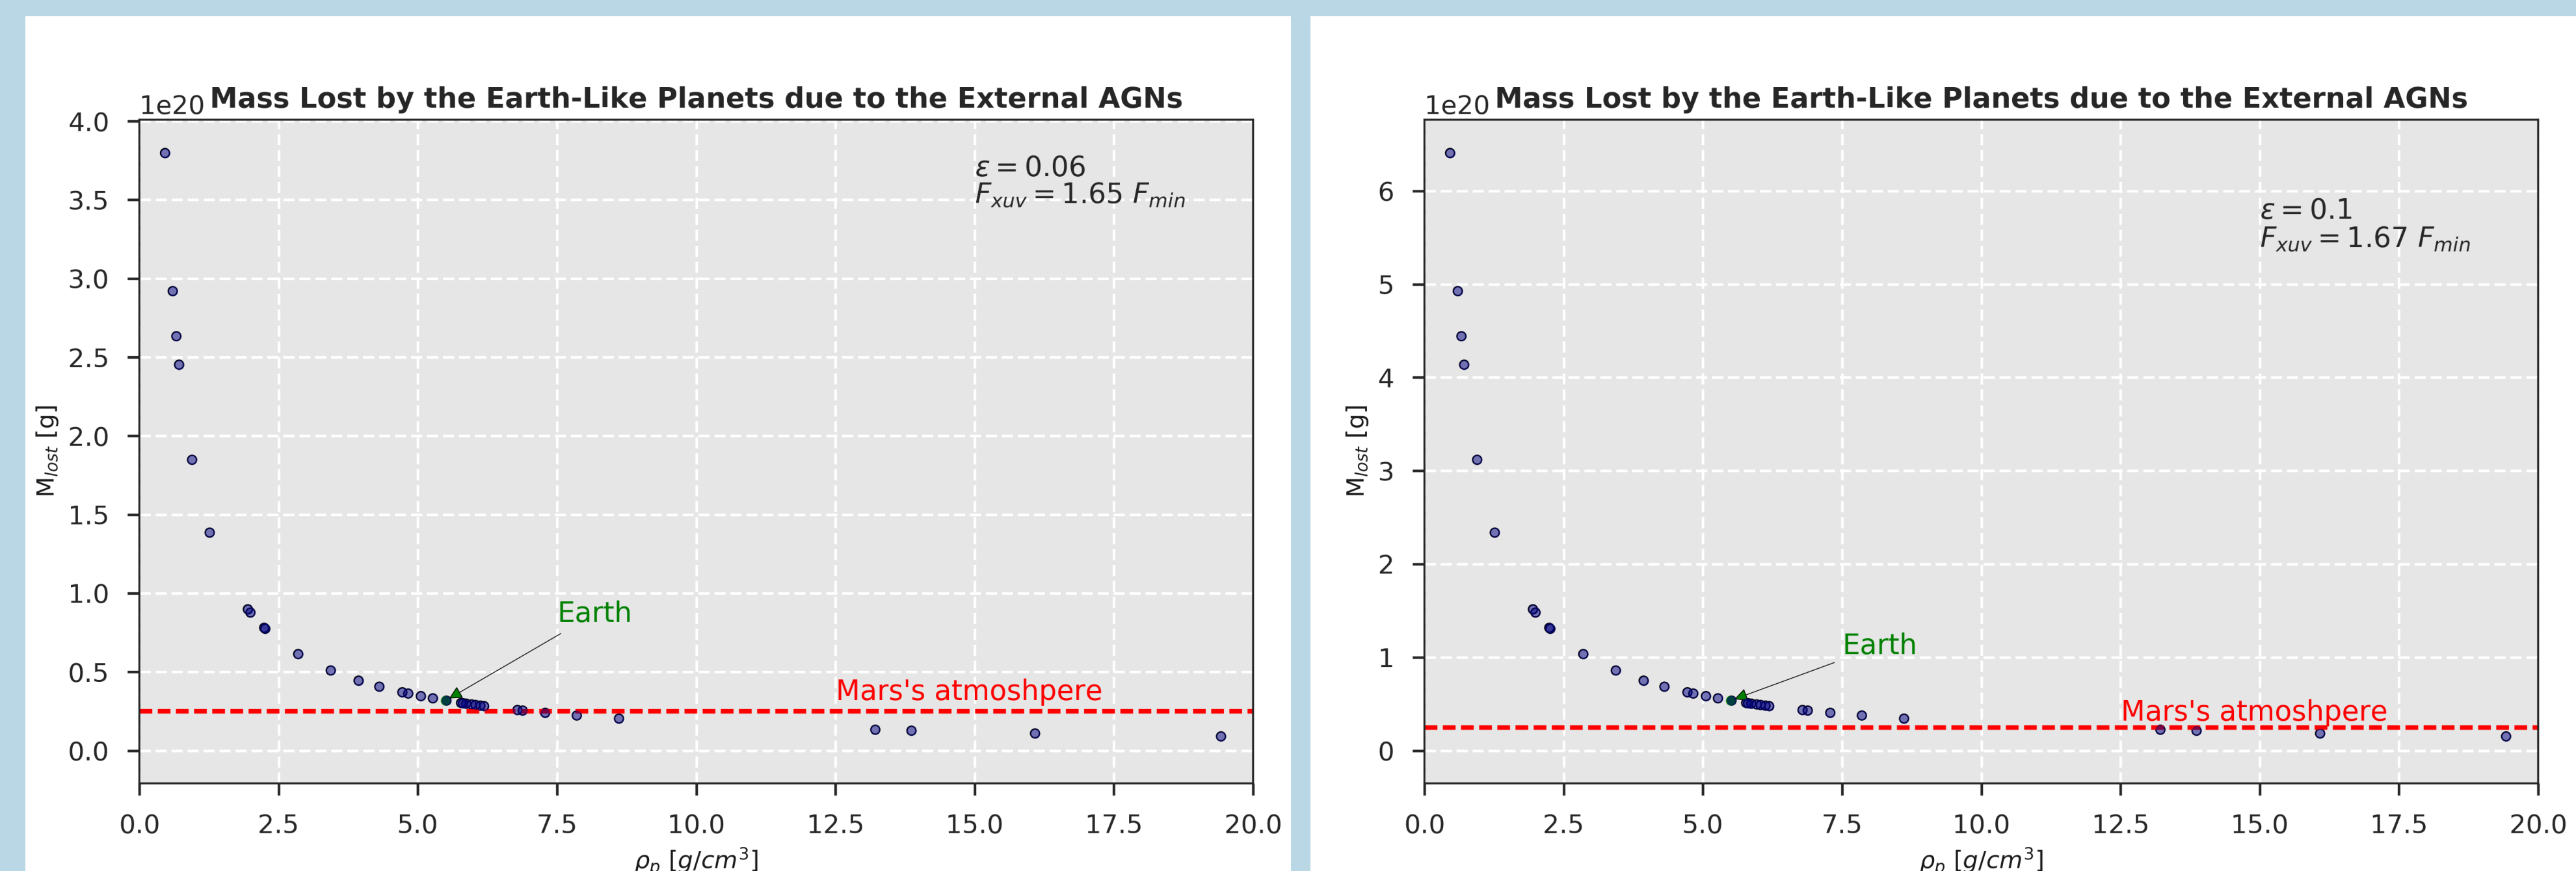 1e20 Mass Lost by the Earth-Like Planets due to the External AGNs
4.0
3.5
3.0
2.5
2.0
1.5
1.0
0.5
0.0
M_lost [g]
ε = 0.06
F_xuv = 1.65 F_min
Earth
Mars's atmoshpere
0.0 2.5 5.0 7.5 10.0 12.5 15.0 17.5 20.0
ρ_p [g/cm³]
1e20 Mass Lost by the Earth-Like Planets due to the External AGNs
6
5
4
3
2
1
0
M_lost [g]
ε = 0.1
F_xuv = 1.67 F_min
Earth
Mars's atmoshpere
0.0 2.5 5.0 7.5 10.0 12.5 15.0 17.5 20.0
ρ_p [g/cm³]